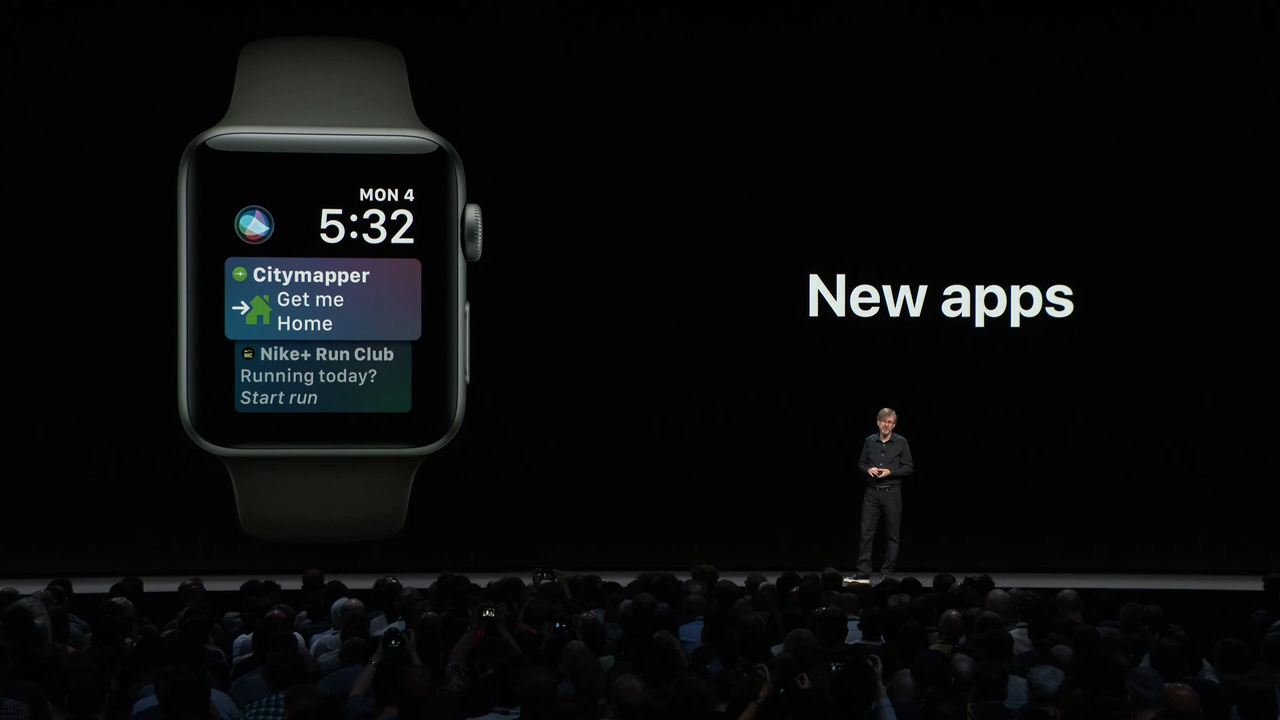 MON 4
5:32
Citymapper
Get me
Home
Nike+ Run Club
Running today?
Start run
New apps